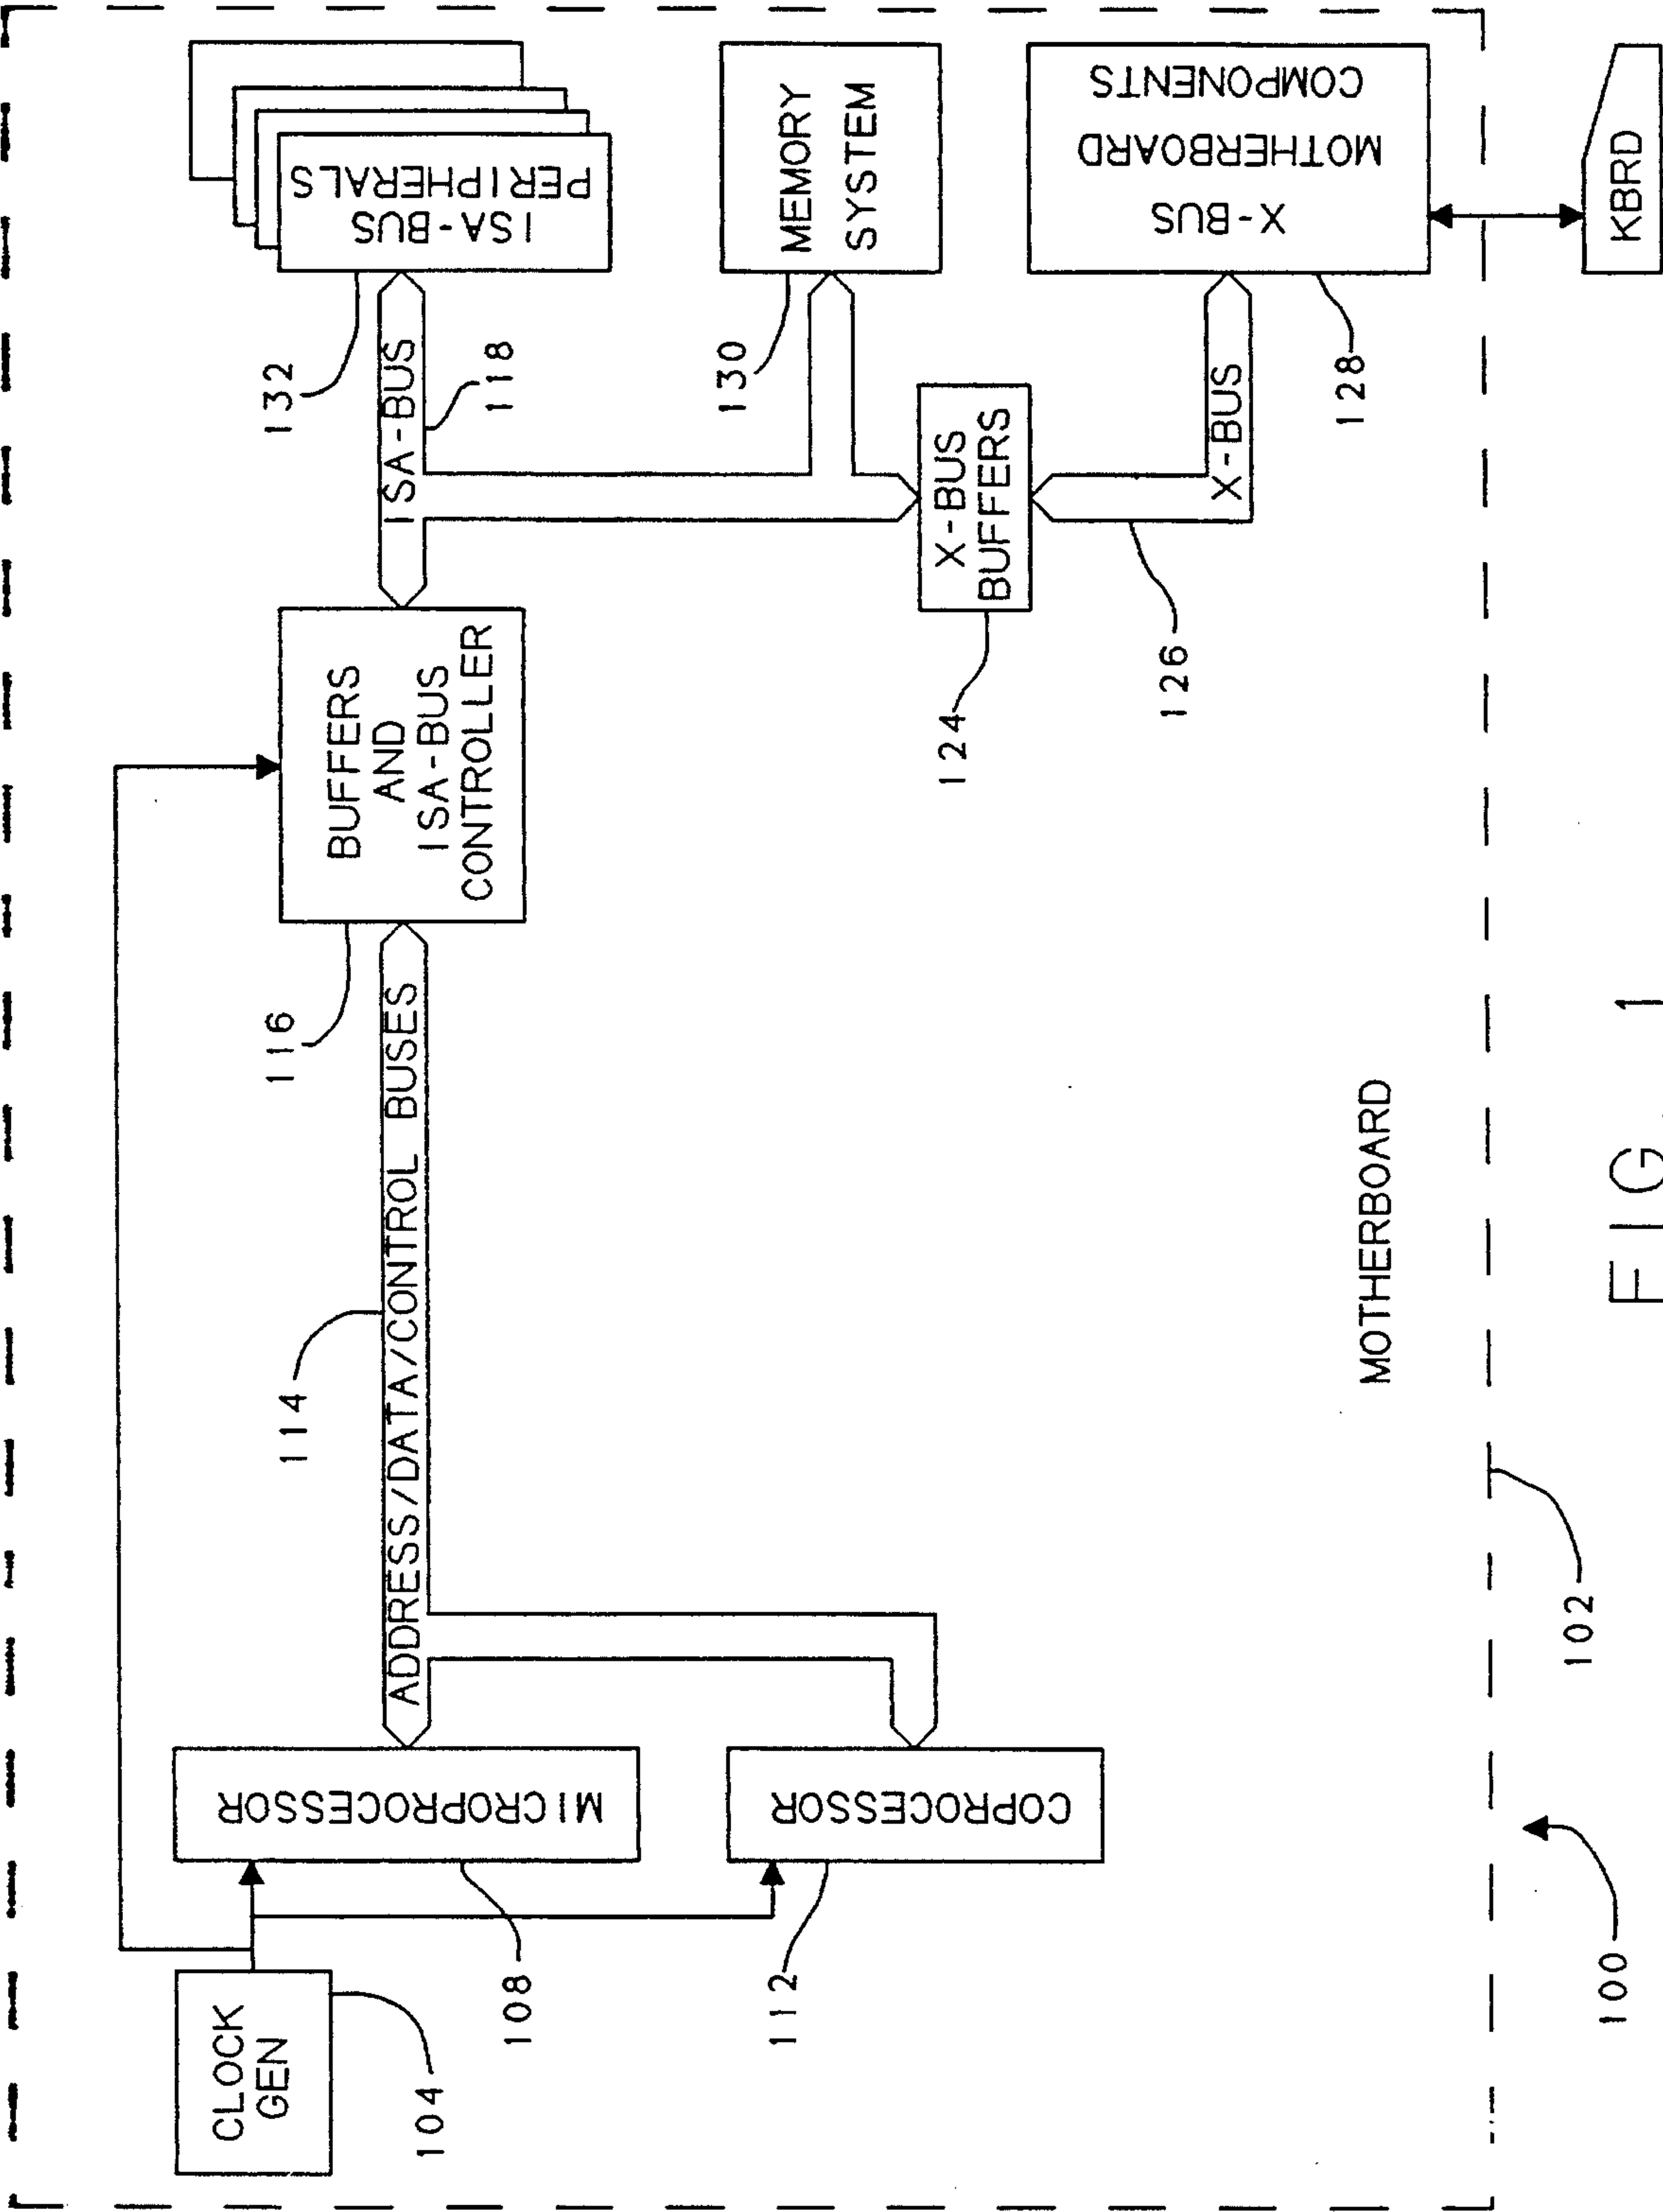 CLOCK
GEN
104
MICROPROCESSOR
108
COPROCESSOR
112
ADDRESS/DATA/CONTROL BUSES
114
BUFFERS
AND
ISA-BUS
CONTROLLER
116
ISA-BUS
118
ISA-BUS
PERIPHERALS
132
MEMORY
SYSTEM
130
X-BUS
BUFFERS
124
X-BUS
126
X-BUS
MOTHERBOARD
COMPONENTS
128
KBRD
MOTHERBOARD
102
100
FIG. 1